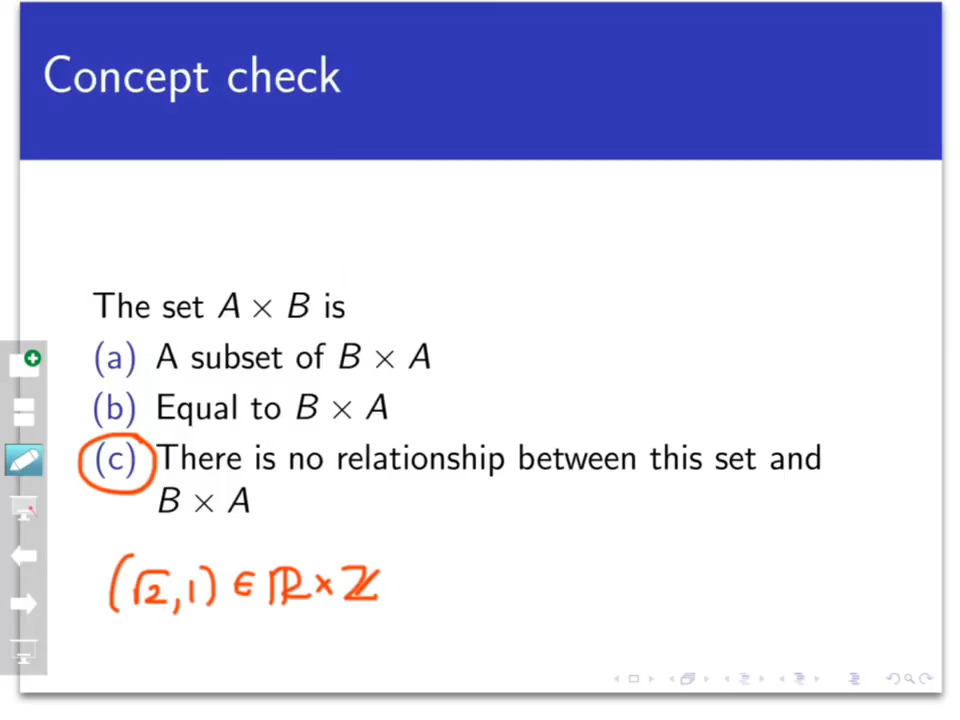 Concept check
The set A × B is
(a) A subset of B × A
(b) Equal to B × A
(c) There is no relationship between this set and
B × A
(√2, 1) ∈ ℝ × ℤ